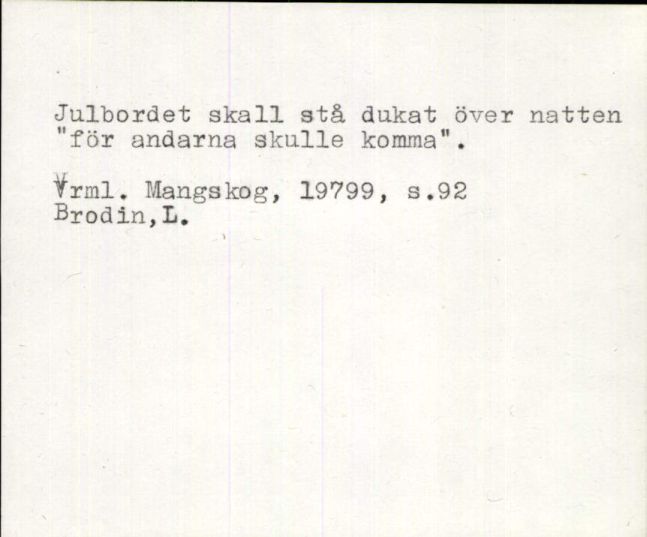 Julbordet skall stå dukat över natten
"för andarna skulle komma".
Vrml. Mangskog, 19799, s.92
Brodin,L.